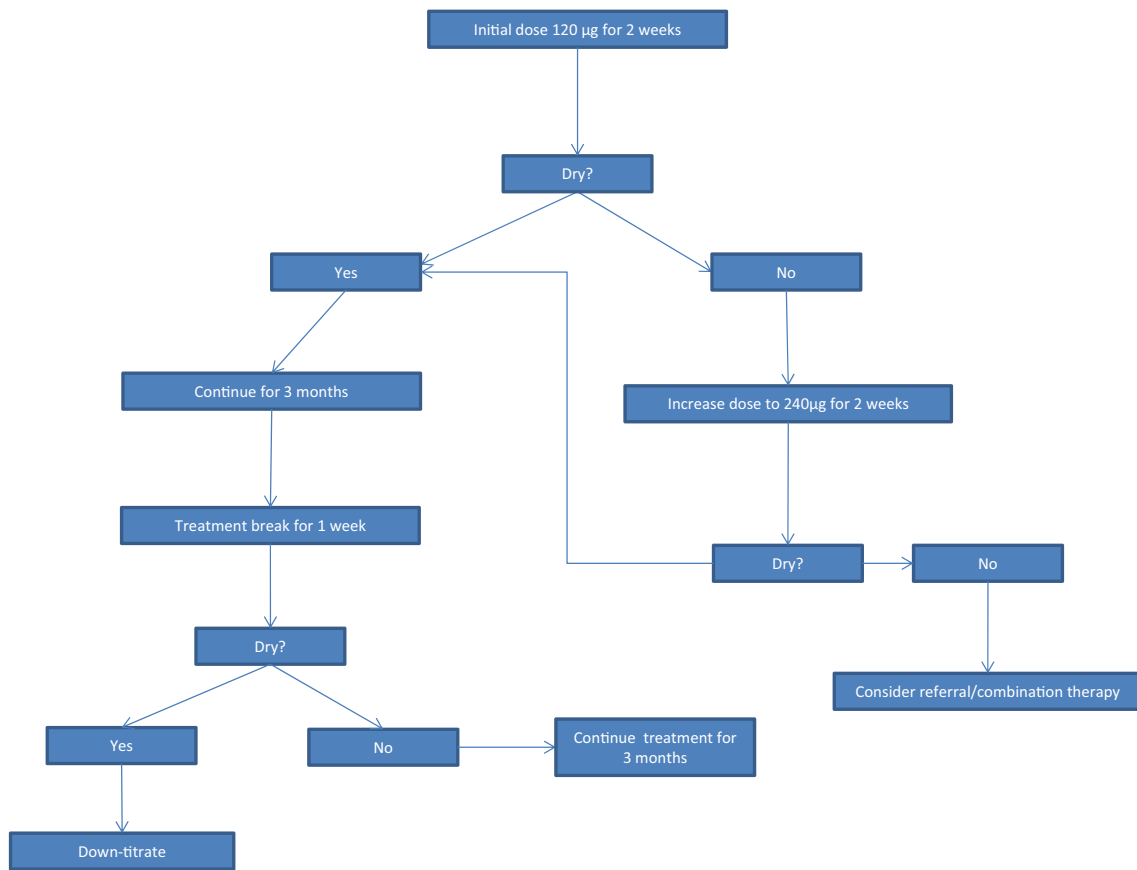 Initial dose 120 µg for 2 weeks
Dry?
Yes
No
Continue for 3 months
Increase dose to 240µg for 2 weeks
Treatment break for 1 week
Dry?
No
Dry?
Consider referral/combination therapy
Yes
No
Continue  treatment for
3 months
Down-titrate